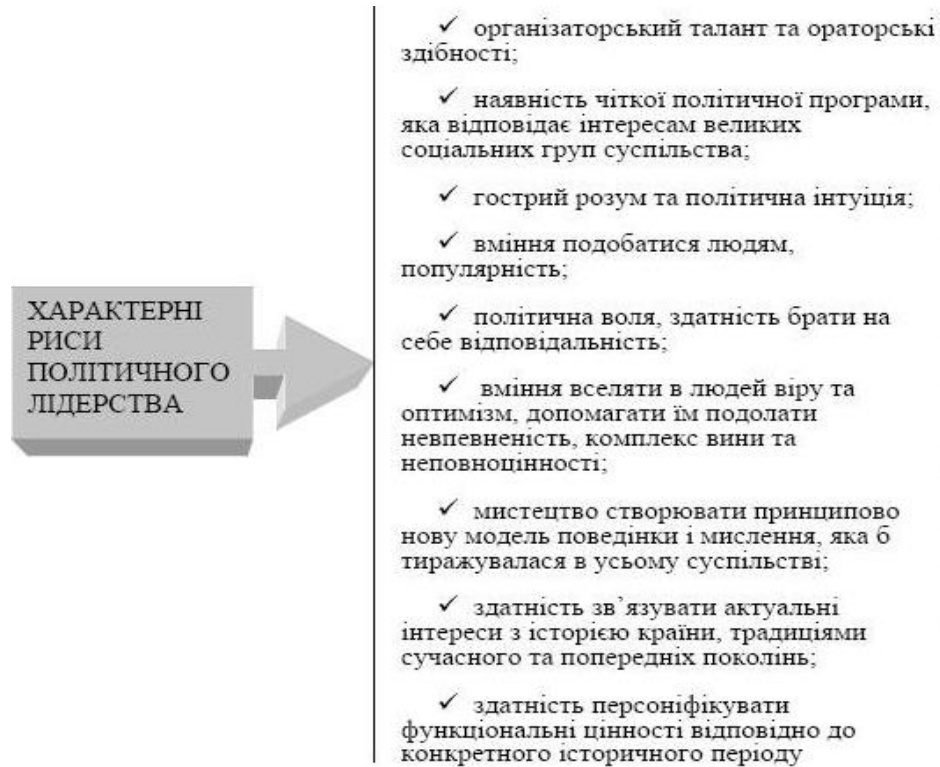 ХАРАКТЕРНІ
РИСИ
ПОЛІТИЧНОГО
ЛІДЕРСТВА
✓ організаторський талант та ораторські
здібності;
✓ наявність чіткої політичної програми,
яка відповідає інтересам великих
соціальних груп суспільства;
✓ гострий розум та політична інтуїція;
✓ вміння подобатися людям,
популярність;
✓ політична воля, здатність брати на
себе відповідальність;
✓ вміння вселяти в людей віру та
оптимізм, допомагати їм подолати
невпевненість, комплекс вини та
неповноцінності;
✓ мистецтво створювати принципово
нову модель поведінки і мислення, яка б
тиражувалася в усьому суспільстві;
✓ здатність зв’язувати актуальні
інтереси з історією країни, традиціями
сучасного та попередніх поколінь;
✓ здатність персоніфікувати
функціональні цінності відповідно до
конкретного історичного періоду